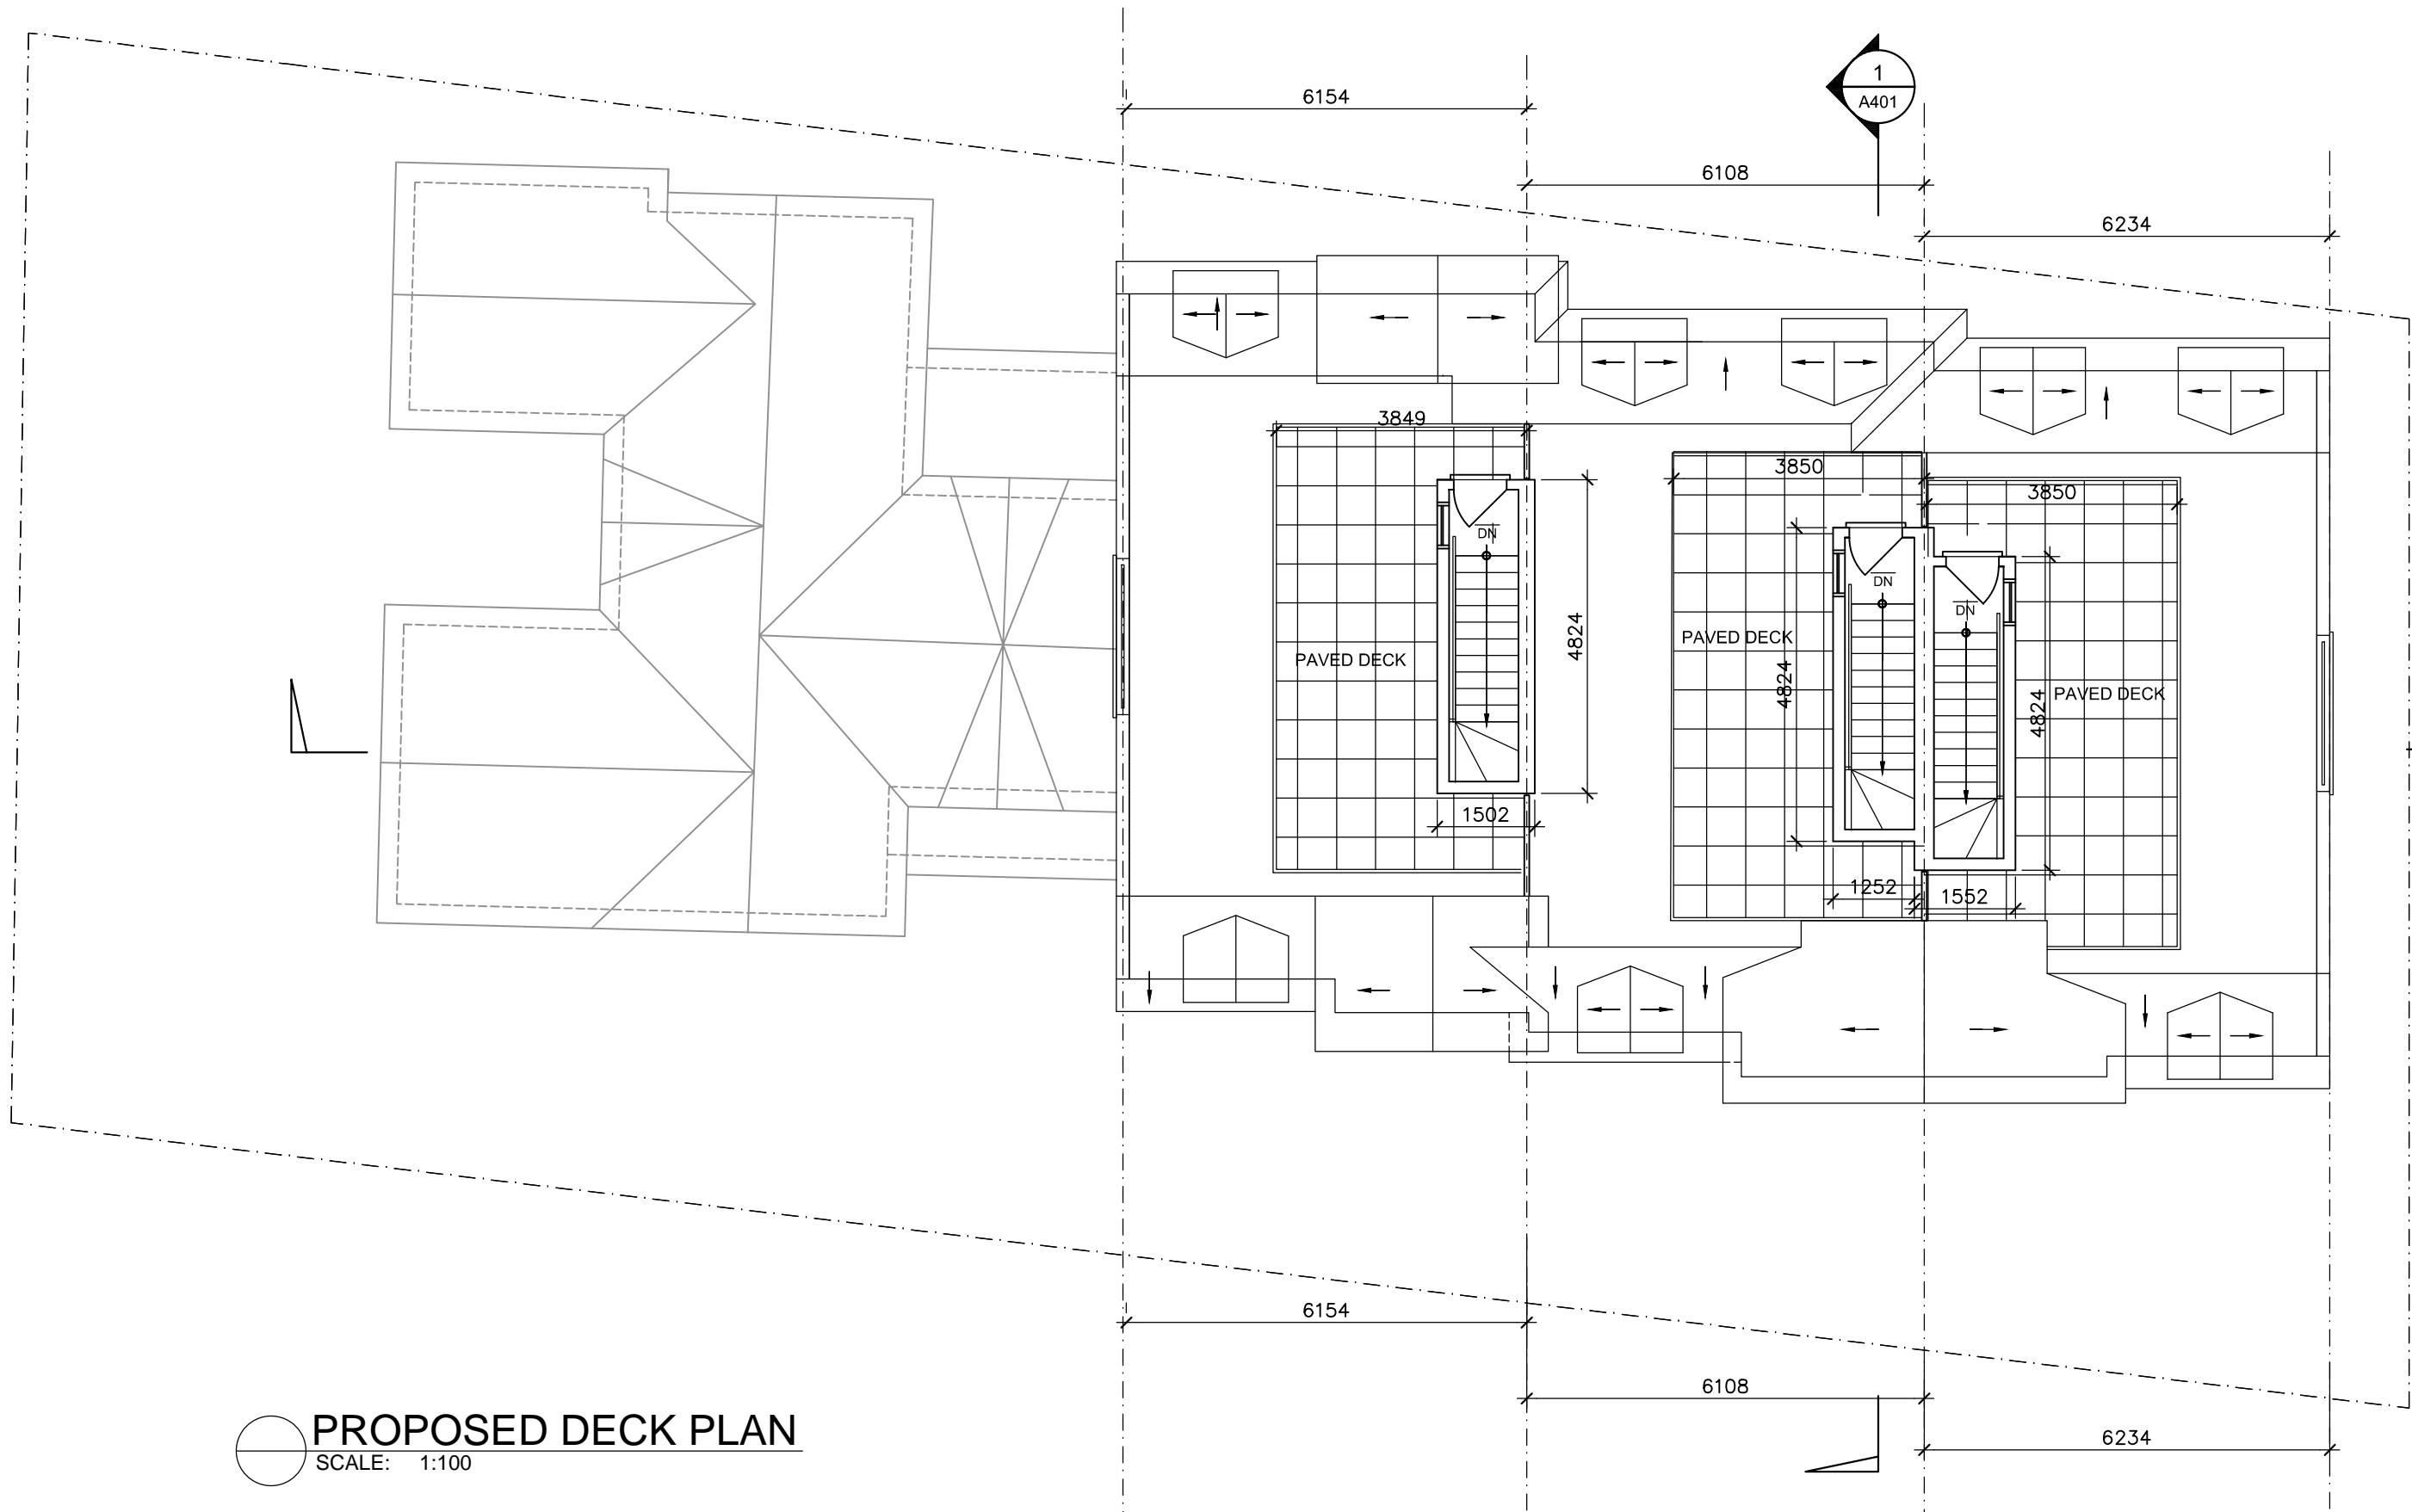 6154
1
A401
6108
6234
3849
3850
3850
DN
DN
DN
4824
PAVED DECK
PAVED DECK
4824
4824
PAVED DECK
1502
1252
1552
6154
6108
6234
PROPOSED DECK PLAN
SCALE: 1:100